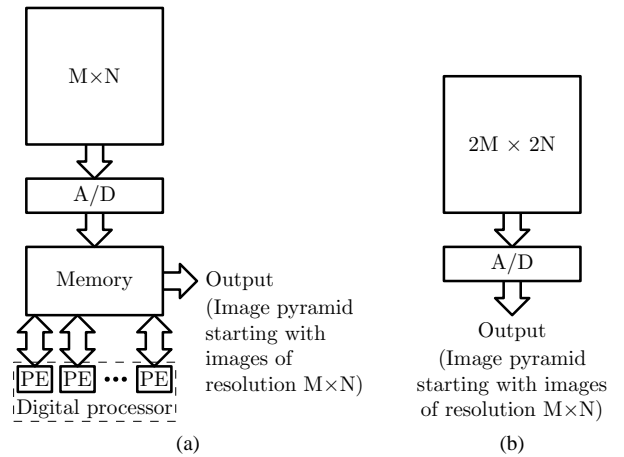 M×N
A/D
Memory
Output
(Image pyramid
starting with
images of
resolution M×N)
PE PE ••• PE
Digital processor
(a)
2M × 2N
A/D
Output
(Image pyramid
starting with images
of resolution M×N)
(b)